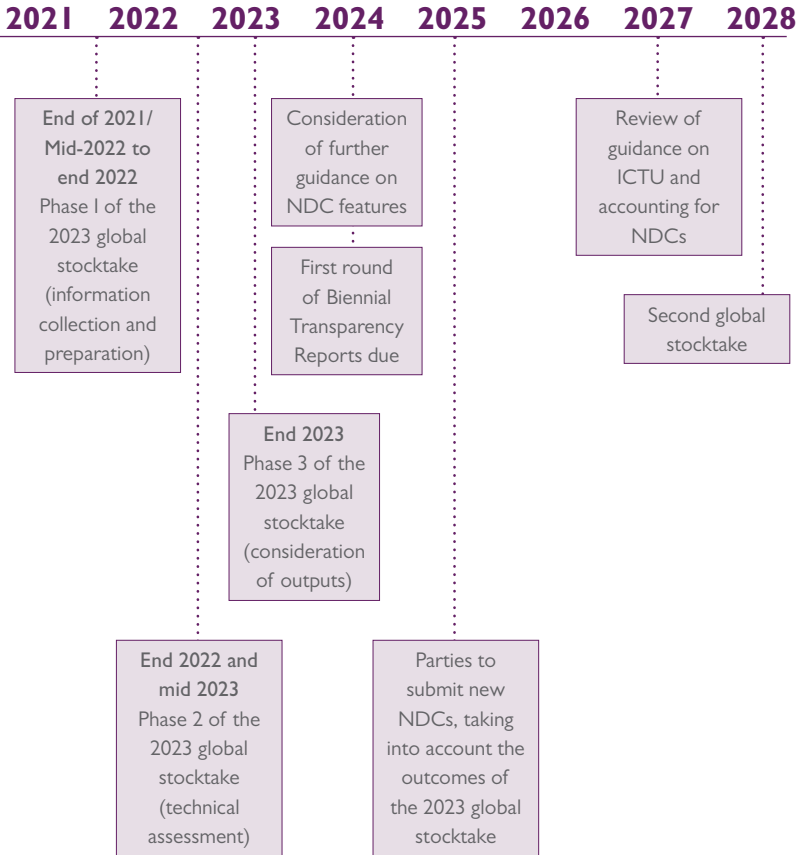 2021 2022 2023 2024 2025 2026 2027 2028
End of 2021/
Mid-2022 to
end 2022
Phase I of the
2023 global
stocktake
(information
collection and
preparation)
Consideration
of further
guidance on
NDC features
First round
of Biennial
Transparency
Reports due
Review of
guidance on
ICTU and
accounting for
NDCs
Second global
stocktake
End 2023
Phase 3 of the
2023 global
stocktake
(consideration
of outputs)
End 2022 and
mid 2023
Phase 2 of the
2023 global
stocktake
(technical
assessment)
Parties to
submit new
NDCs, taking
into account the
outcomes of
the 2023 global
stocktake